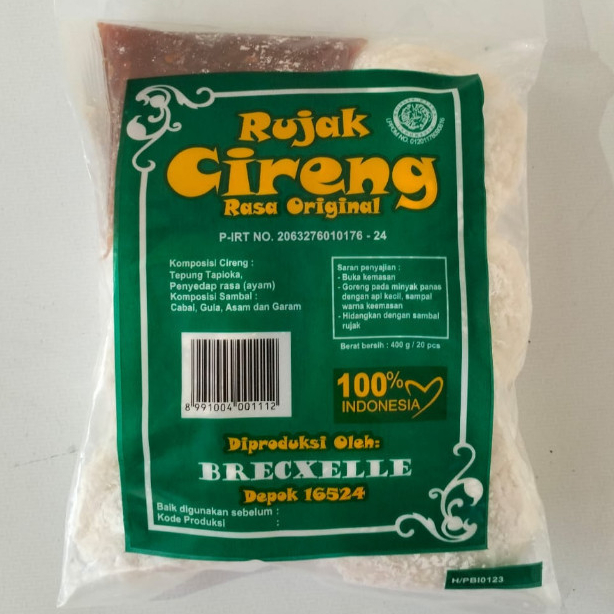 Rujak
Cireng
Rasa Original
P-IRT NO. 2063276010176 - 24
Komposisi Cireng :
Tepung Tapioka,
Penyedap rasa (ayam)
Komposisi Sambal :
Cabai, Gula, Asam dan Garam
Saran penyajian :
- Buka kemasan
- Goreng pada minyak panas
dengan api kecil, sampai
warna keemasan
- Hidangkan dengan sambal
rujak
Berat bersih : 400 g / 20 pcs
8 991004 001112
100%
INDONESIA
Diproduksi Oleh:
BRECXELLE
Depok 16524
Baik digunakan sebelum :
Kode Produksi :
H/PBI0123